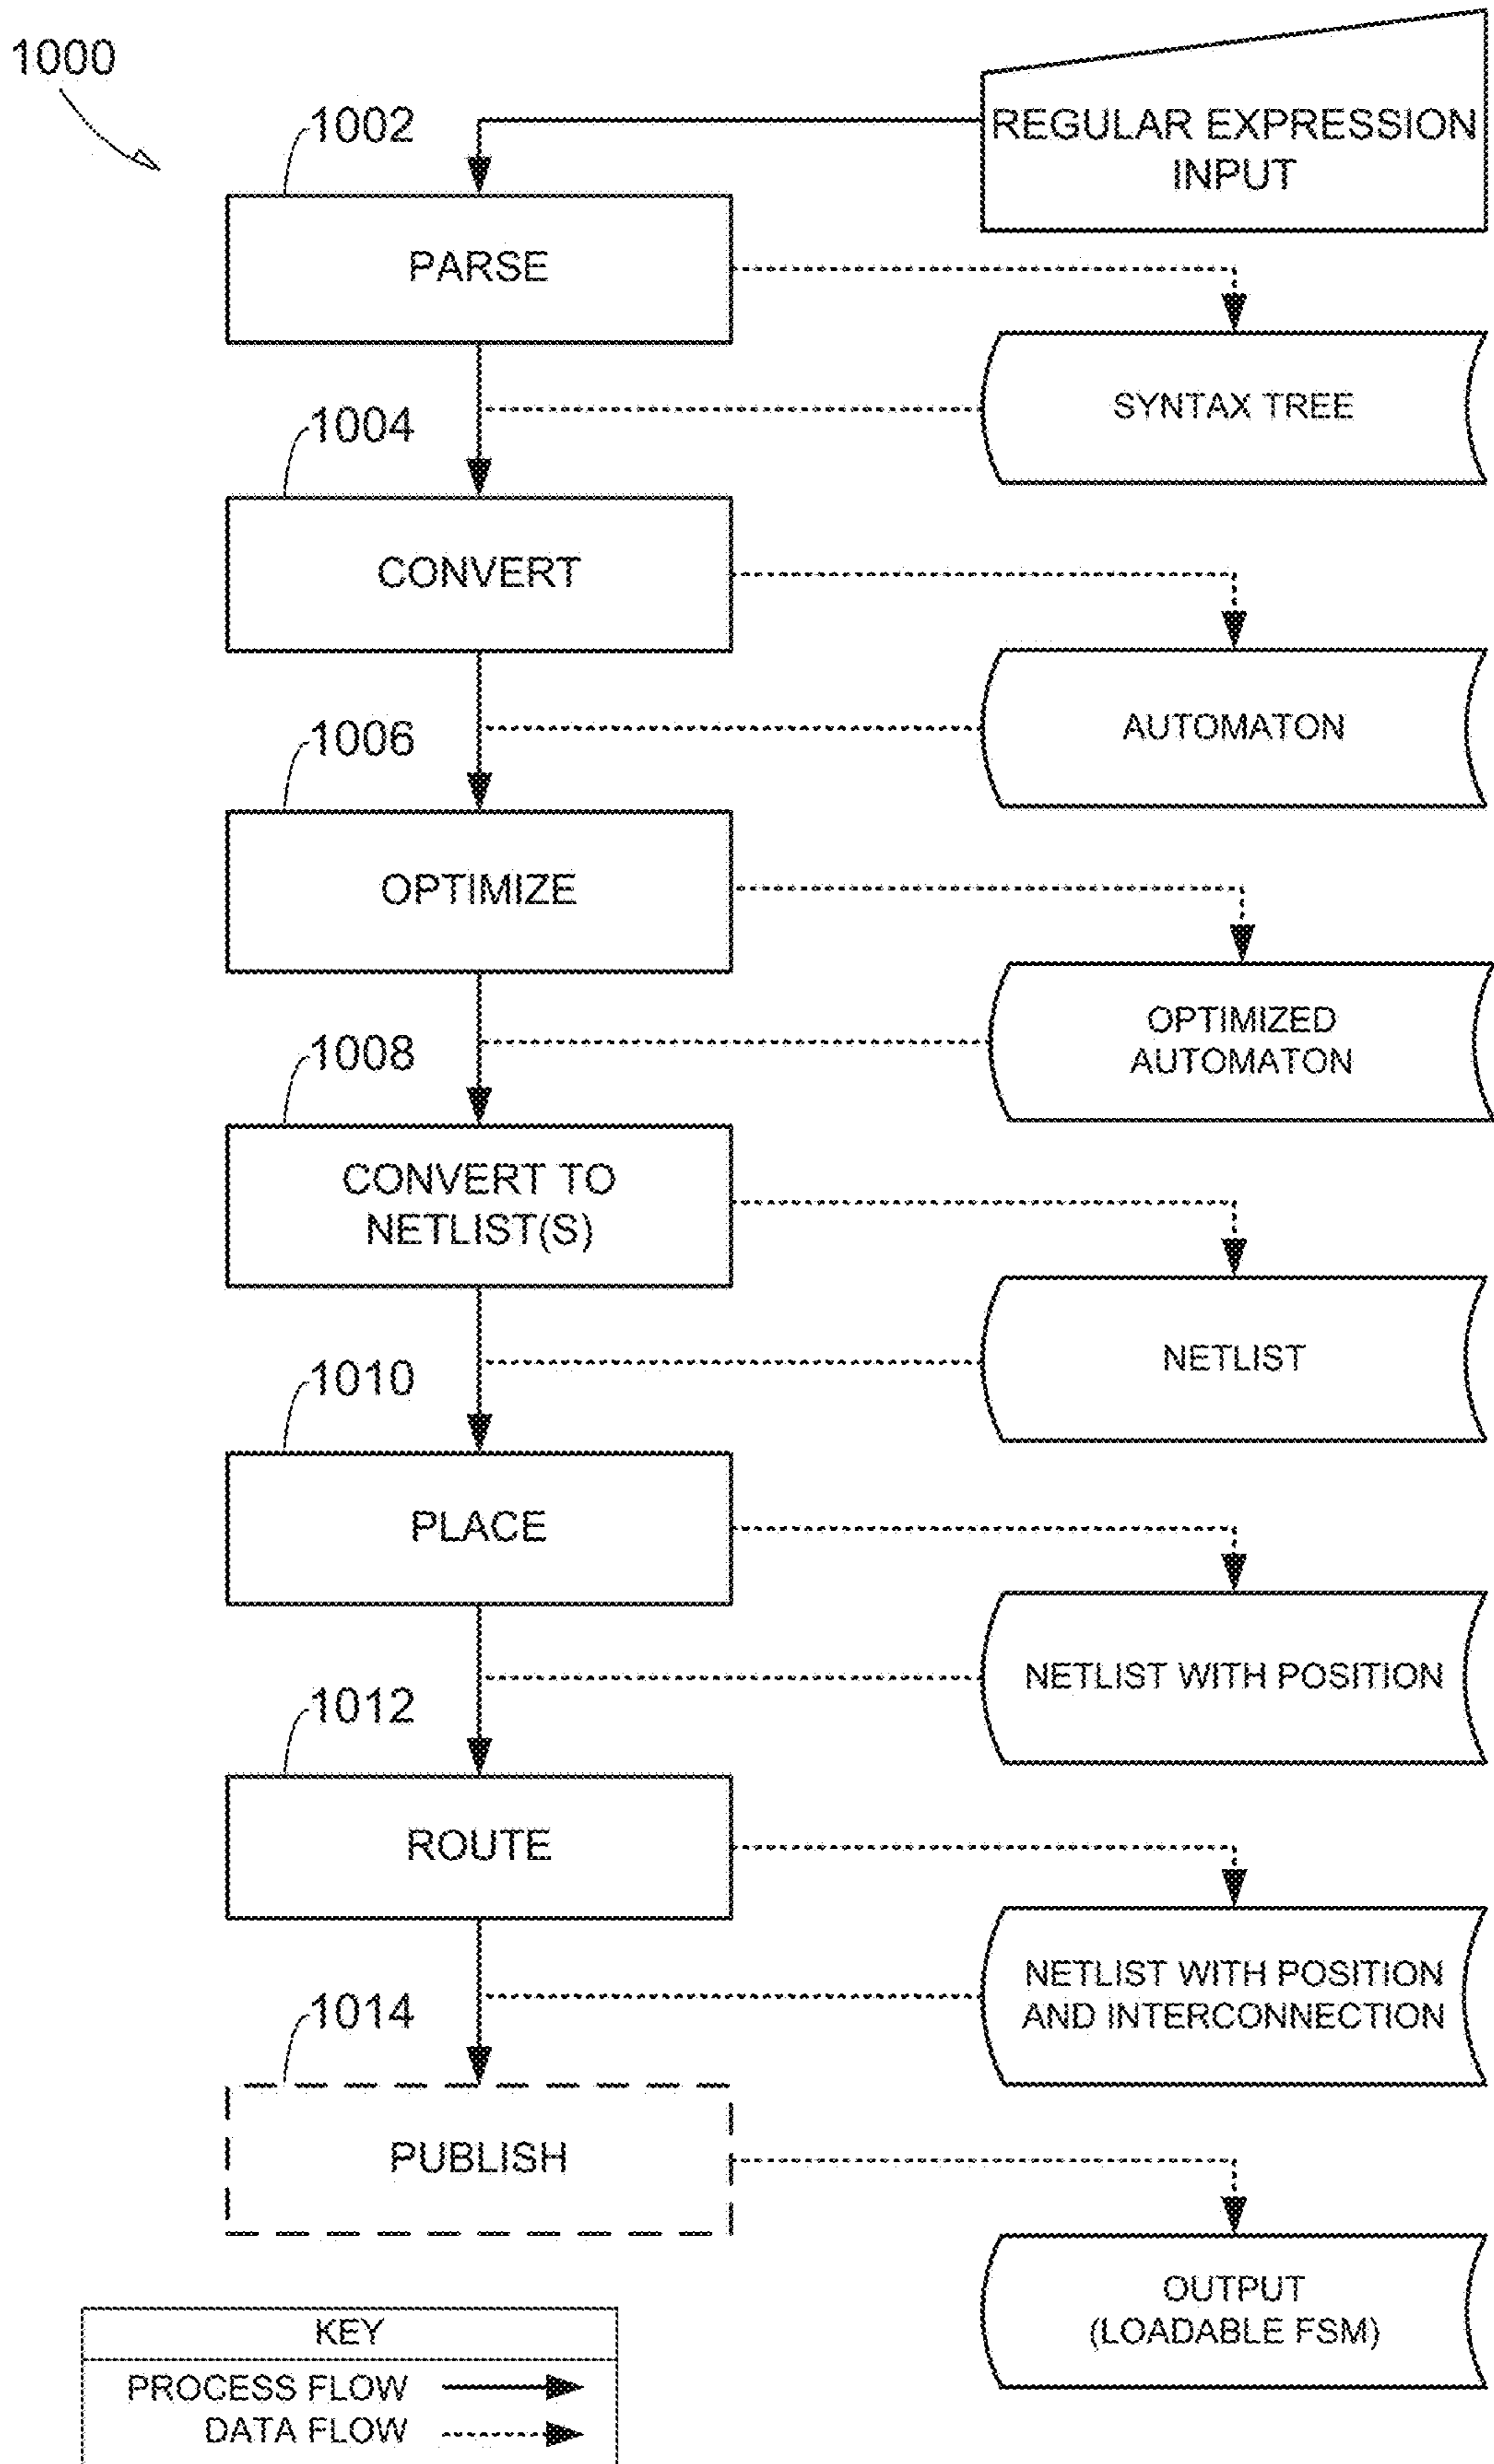 1000
REGULAR EXPRESSION
INPUT
1002
PARSE
SYNTAX TREE
1004
CONVERT
AUTOMATON
1006
OPTIMIZE
OPTIMIZED
AUTOMATON
1008
CONVERT TO
NETLIST(S)
NETLIST
1010
PLACE
NETLIST WITH POSITION
1012
ROUTE
NETLIST WITH POSITION
AND INTERCONNECTION
1014
PUBLISH
OUTPUT
(LOADABLE FSM)
KEY
PROCESS FLOW
DATA FLOW